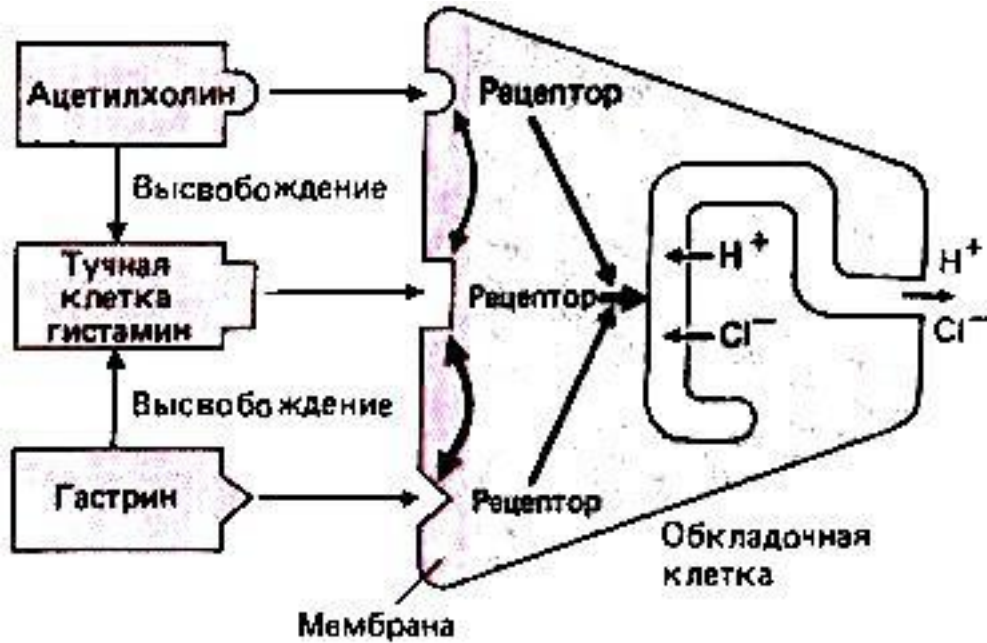 Ацетилхолин
Рецептор
Высвобождение
Тучная
клетка
гистамин
Рецептор
H⁺
Cl⁻
H⁺
Cl⁻
Высвобождение
Гастрин
Рецептор
Обкладочная
клетка
Мембрана